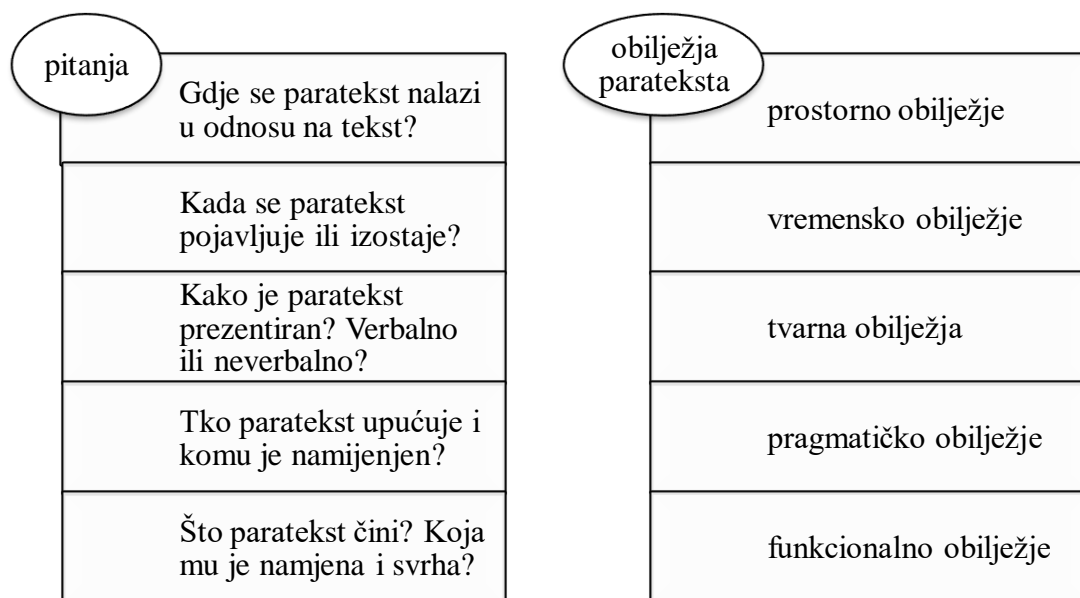 pitanja
Gdje se paratekst nalazi
u odnosu na tekst?
Kada se paratekst
pojavljuje ili izostaje?
Kako je paratekst
prezentiran? Verbalno
ili neverbalno?
Tko paratekst upućuje i
komu je namijenjen?
Što paratekst čini? Koja
mu je namjena i svrha?
obilježja
parateksta
prostorno obilježje
vremensko obilježje
tvarna obilježja
pragmatičko obilježje
funkcionalno obilježje